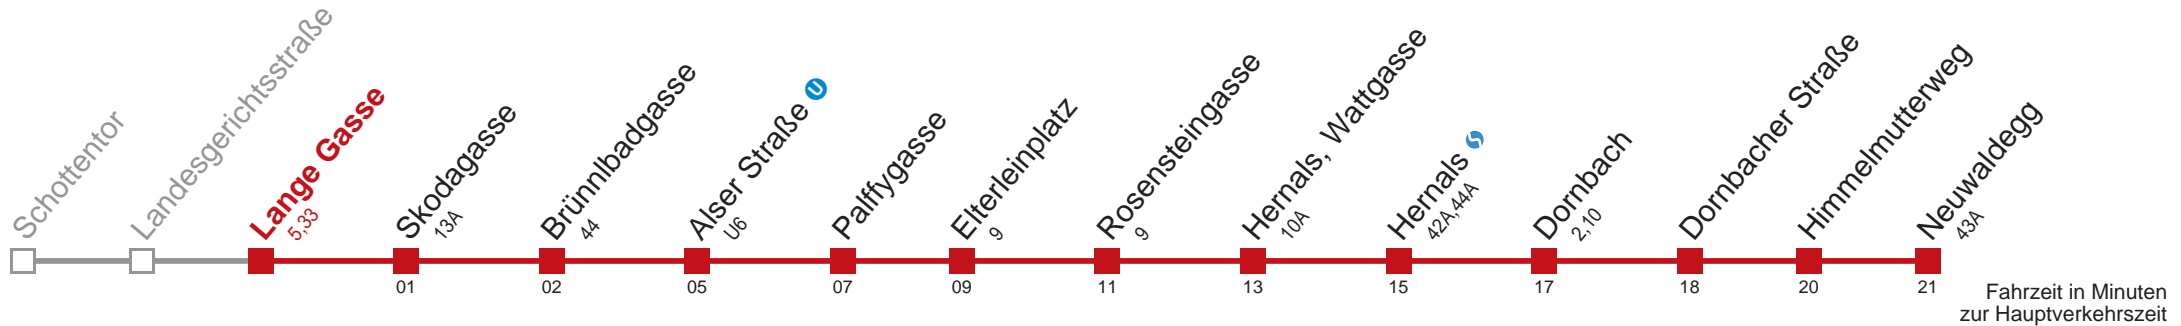 Schottentor
Landesgerichtsstraße
Lange Gasse
5,33
Skodagasse
13A
01
Brünnlbadgasse
44
02
Alser Straße U
U6
05
Palffygasse
07
Elterleinplatz
9
09
Rosensteingasse
9
11
Hernals, Wattgasse
10A
13
Hernals
42A,44A
15
Dornbach
2,10
17
Dornbacher Straße
18
Himmelmutterweg
20
Neuwaldegg
43A
21
Fahrzeit in Minuten
zur Hauptverkehrszeit